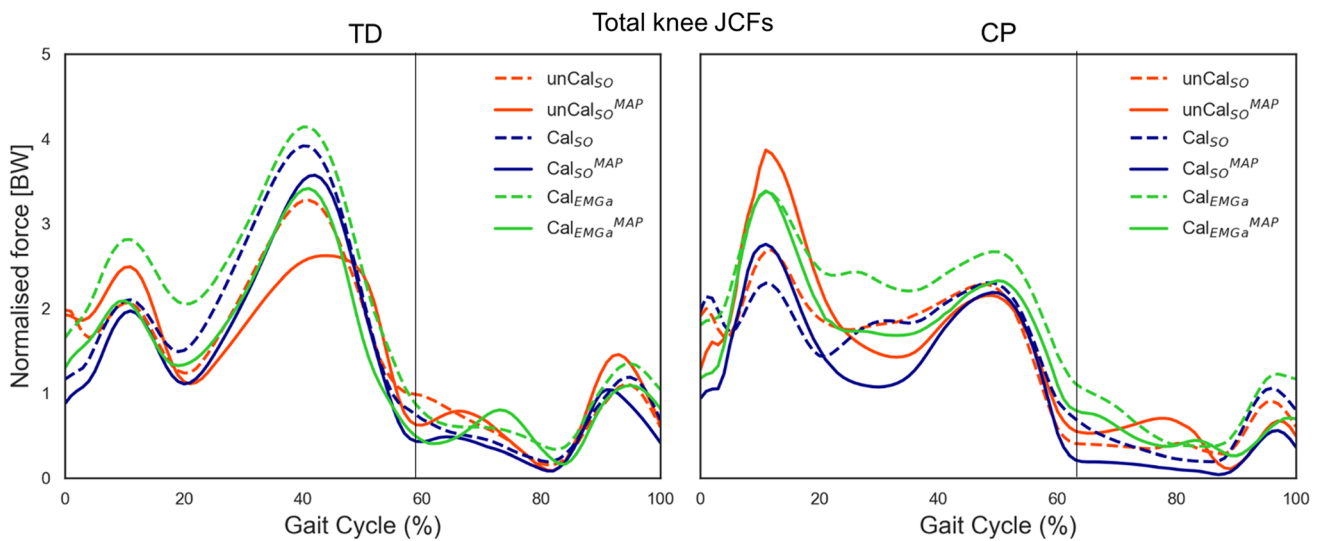 Total knee JCFs
TD
CP
Normalised force [BW]
5
4
3
2
1
0
unCal_SO
unCal_SO^MAP
Cal_SO
Cal_SO^MAP
Cal_EMGa
Cal_EMGa^MAP
unCal_SO
unCal_SO^MAP
Cal_SO
Cal_SO^MAP
Cal_EMGa
Cal_EMGa^MAP
0 20 40 60 80 100
0 20 40 60 80 100
Gait Cycle (%)
Gait Cycle (%)